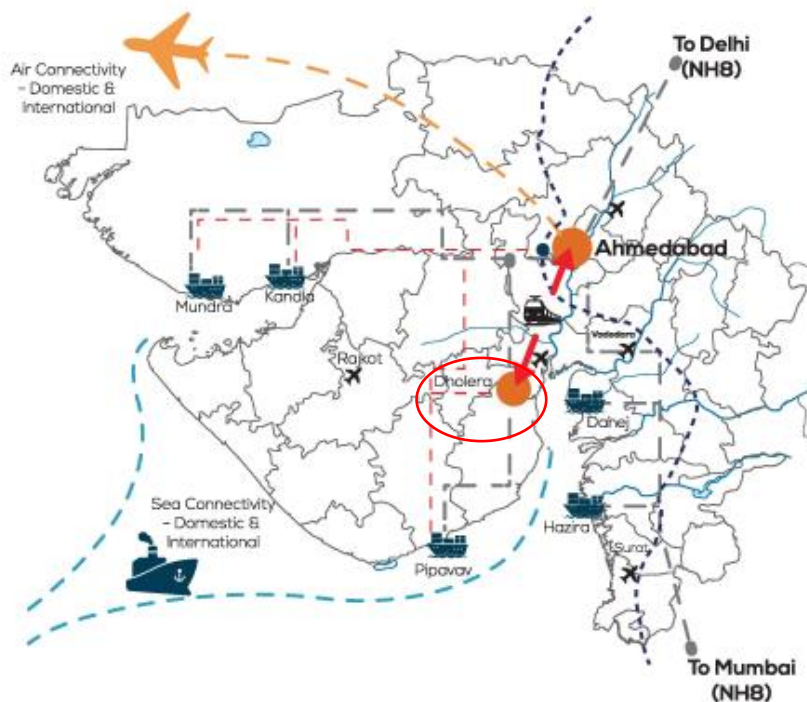 To Delhi
(NH8)
Air Connectivity
- Domestic &
International
Ahmedabad
Mundra
Kandla
Vadodara
Rajkot
Dholera
Dahej
Sea Connectivity
- Domestic &
International
Hazira
Surat
Pipavav
To Mumbai
(NH8)